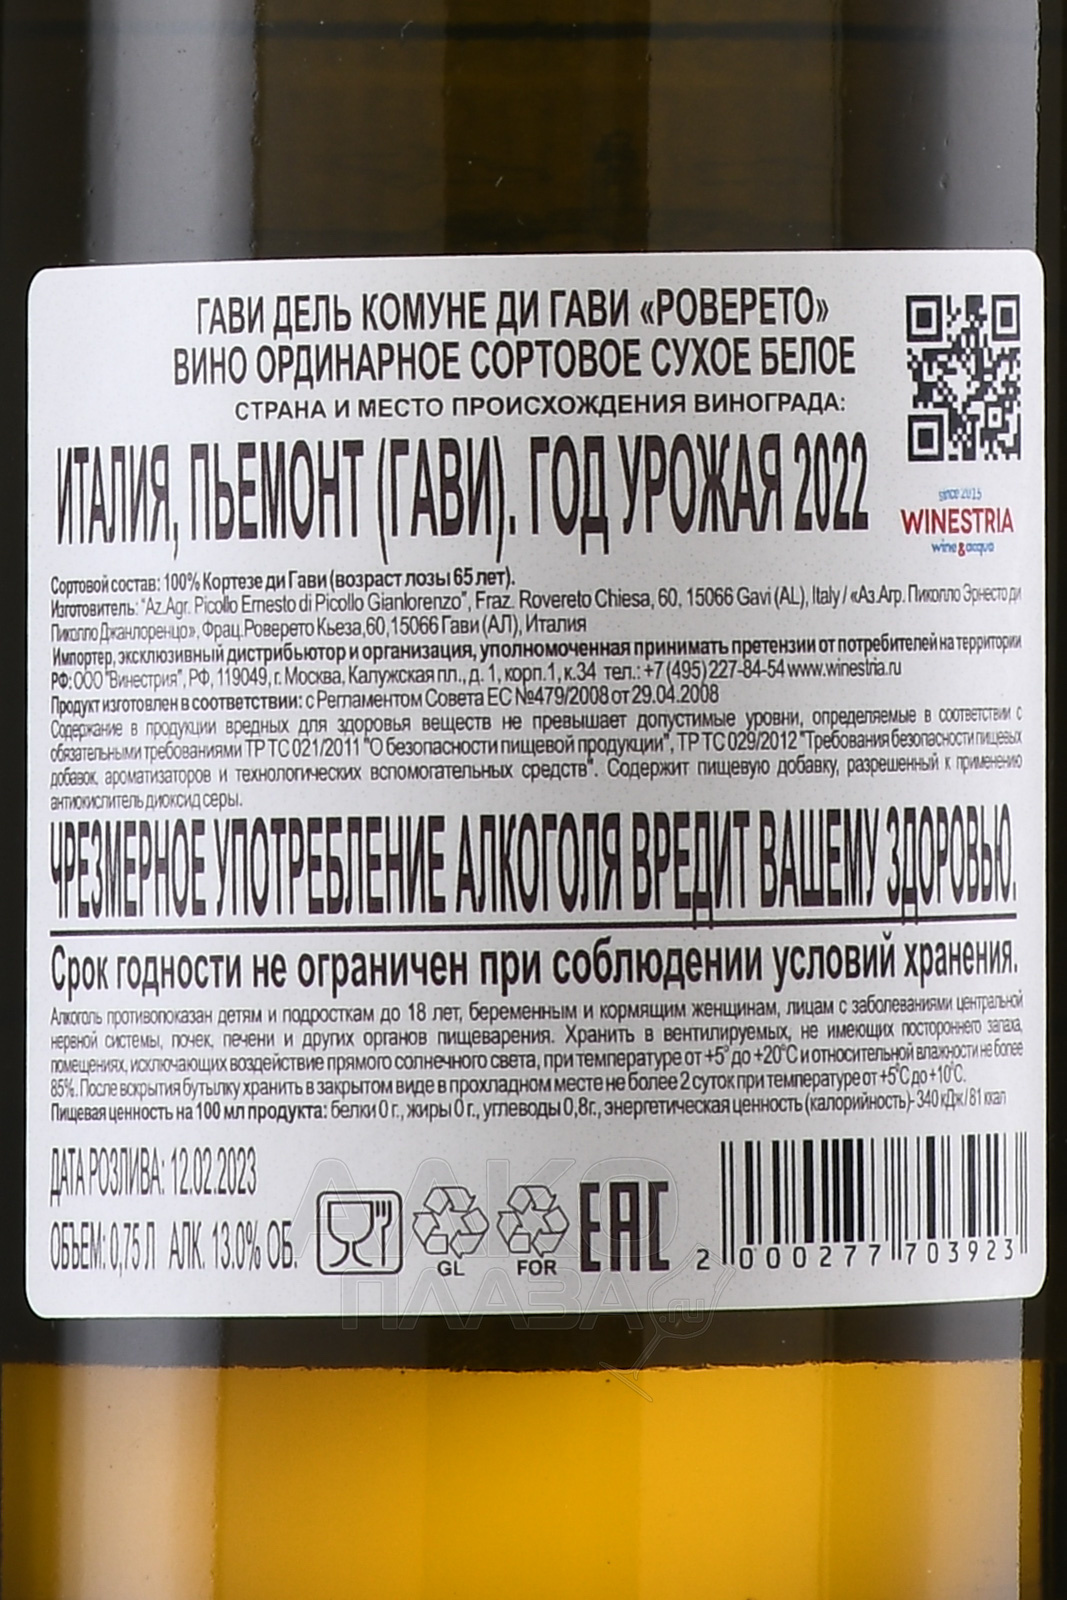 ГАВИ ДЕЛЬ КОМУНЕ ДИ ГАВИ «РОВЕРЕТО»
ВИНО ОРДИНАРНОЕ СОРТОВОЕ СУХОЕ БЕЛОЕ
СТРАНА И МЕСТО ПРОИСХОЖДЕНИЯ ВИНОГРАДА:
ИТАЛИЯ, ПЬЕМОНТ (ГАВИ). ГОД УРОЖАЯ 2022
since 2015
WINESTRIA
wine&acqua
Сортовой состав: 100% Кортезе ди Гави (возраст лозы 65 лет).
Изготовитель: "Az.Agr. Picollo Ernesto di Picollo Gianlorenzo", Fraz. Rovereto Chiesa, 60, 15066 Gavi (AL), Italy / «Аз.Агр. Пиколло Эрнесто ди
Пиколло Джанлоренцо», Фрац.Роверето Кьеза,60,15066 Гави (АЛ), Италия
Импортер, эксклюзивный дистрибьютор и организация, уполномоченная принимать претензии от потребителей на территории
РФ: ООО "Винестрия", РФ, 119049, г. Москва, Калужская пл., д. 1, корп.1, к.34 тел.: +7 (495) 227-84-54 www.winestria.ru
Продукт изготовлен в соответствии: с Регламентом Совета ЕС №479/2008 от 29.04.2008
Содержание в продукции вредных для здоровья веществ не превышает допустимые уровни, определяемые в соответствии с
обязательными требованиями ТР ТС 021/2011 "О безопасности пищевой продукции", ТР ТС 029/2012 "Требования безопасности пищевых
добавок, ароматизаторов и технологических вспомогательных средств". Содержит пищевую добавку, разрешенный к применению
антиокислитель диоксид серы.
ЧРЕЗМЕРНОЕ УПОТРЕБЛЕНИЕ АЛКОГОЛЯ ВРЕДИТ ВАШЕМУ ЗДОРОВЬЮ.
Срок годности не ограничен при соблюдении условий хранения.
Алкоголь противопоказан детям и подросткам до 18 лет, беременным и кормящим женщинам, лицам с заболеваниями центральной
нервной системы, почек, печени и других органов пищеварения. Хранить в вентилируемых, не имеющих постороннего запаха,
помещениях, исключающих воздействие прямого солнечного света, при температуре от +5° до +20°С и относительной влажности не более
85%. После вскрытия бутылку хранить в закрытом виде в прохладном месте не более 2 суток при температуре от +5°С до +10°С.
Пищевая ценность на 100 мл продукта: белки 0 г., жиры 0 г., углеводы 0,8г., энергетическая ценность (калорийность)- 340 кДж / 81 ккал
ДАТА РОЗЛИВА: 12.02.2023
ОБЪЕМ: 0,75 Л АЛК. 13.0% ОБ.
GL
FOR
EAC
2 000277 703923
АЛКО
ПЛАЗА.ru